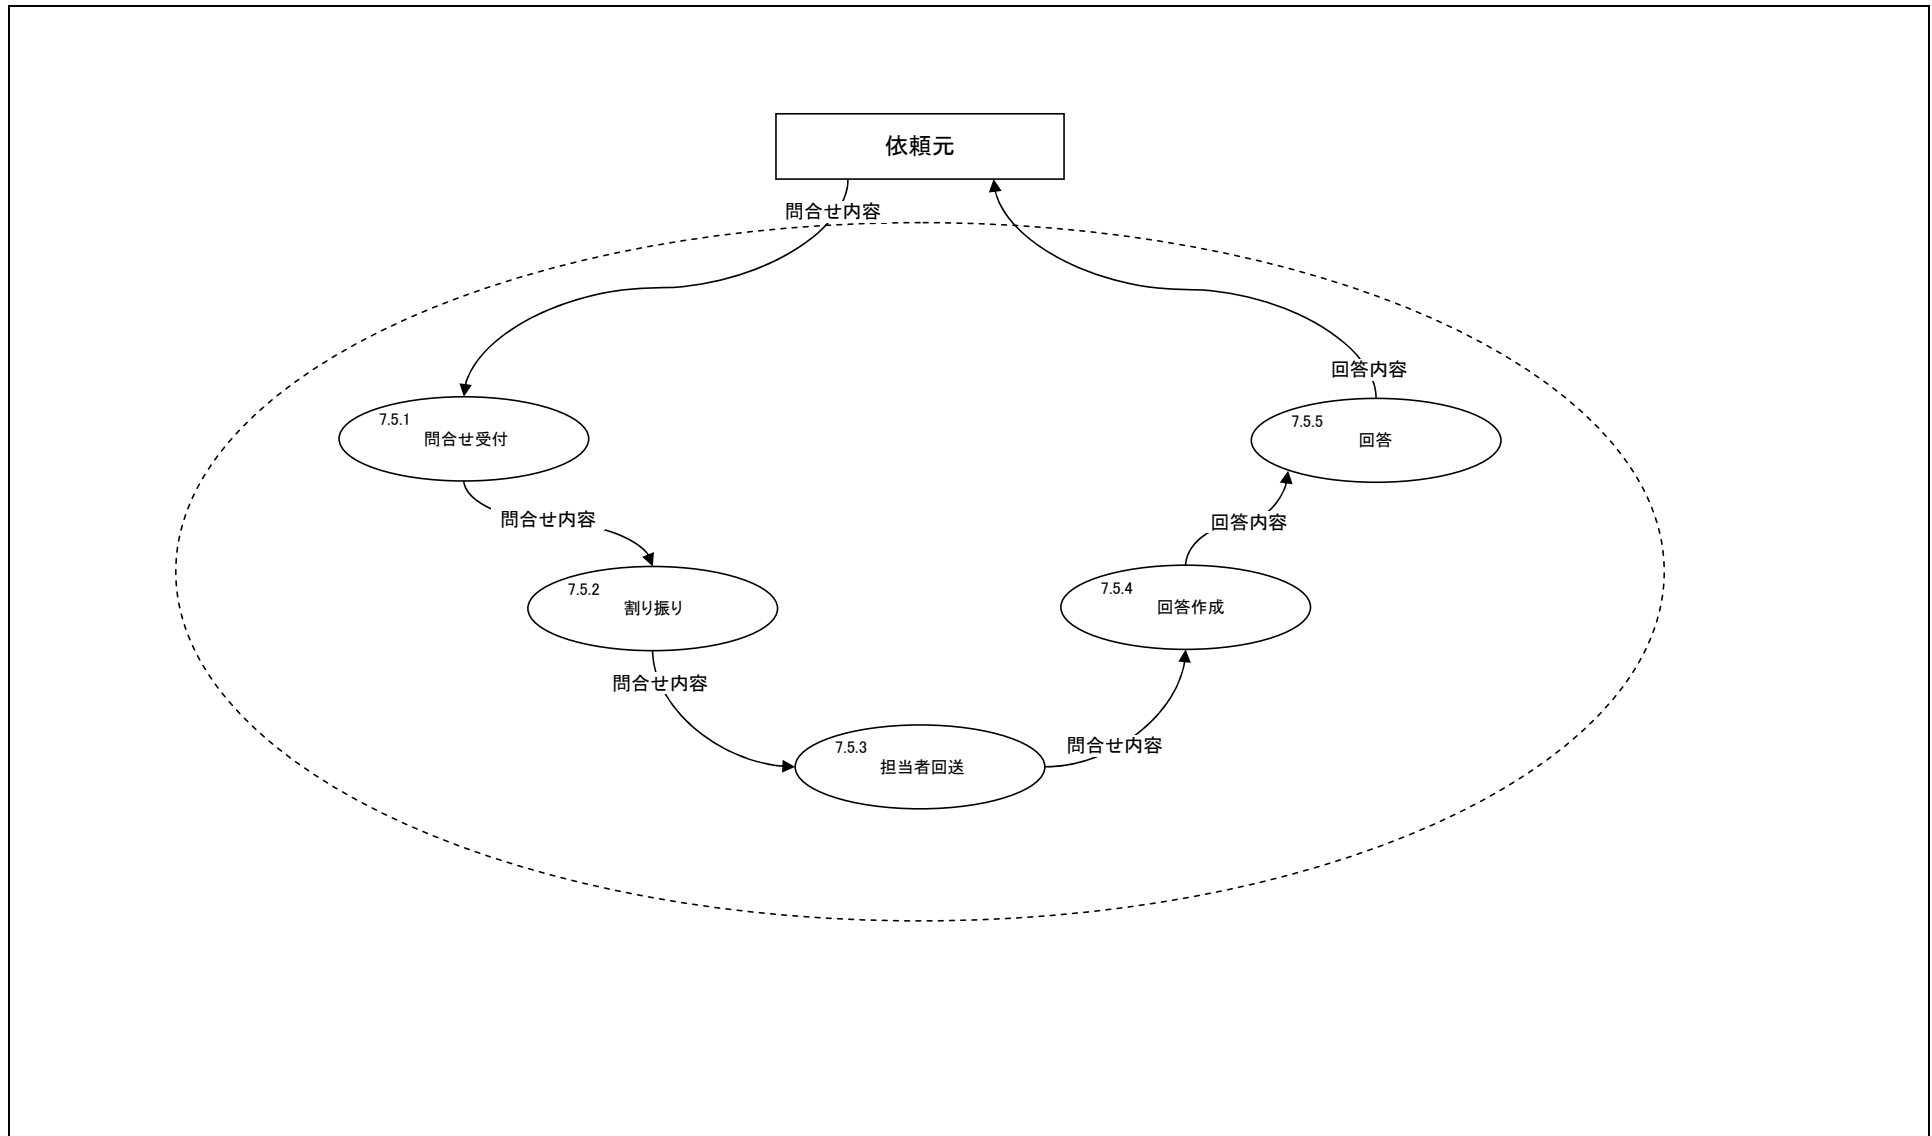 依頼元
問合せ内容
回答内容
7.5.1
問合せ受付
7.5.5
回答
問合せ内容
回答内容
7.5.2
割り振り
7.5.4
回答作成
問合せ内容
7.5.3
担当者回送
問合せ内容